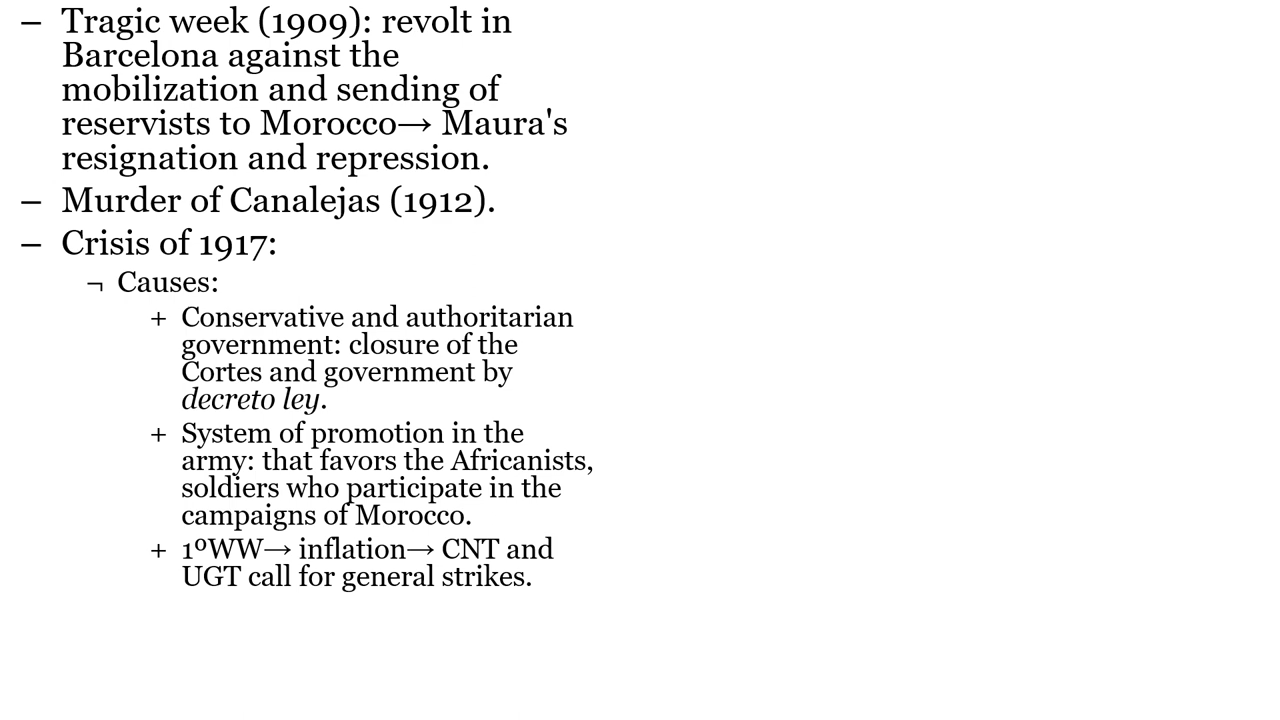 – Tragic week (1909): revolt in
Barcelona against the
mobilization and sending of
reservists to Morocco→ Maura's
resignation and repression.
– Murder of Canalejas (1912).
– Crisis of 1917:
¬ Causes:
+ Conservative and authoritarian
government: closure of the
Cortes and government by
decreto ley.
+ System of promotion in the
army: that favors the Africanists,
soldiers who participate in the
campaigns of Morocco.
+ 1ºWW→ inflation→ CNT and
UGT call for general strikes.